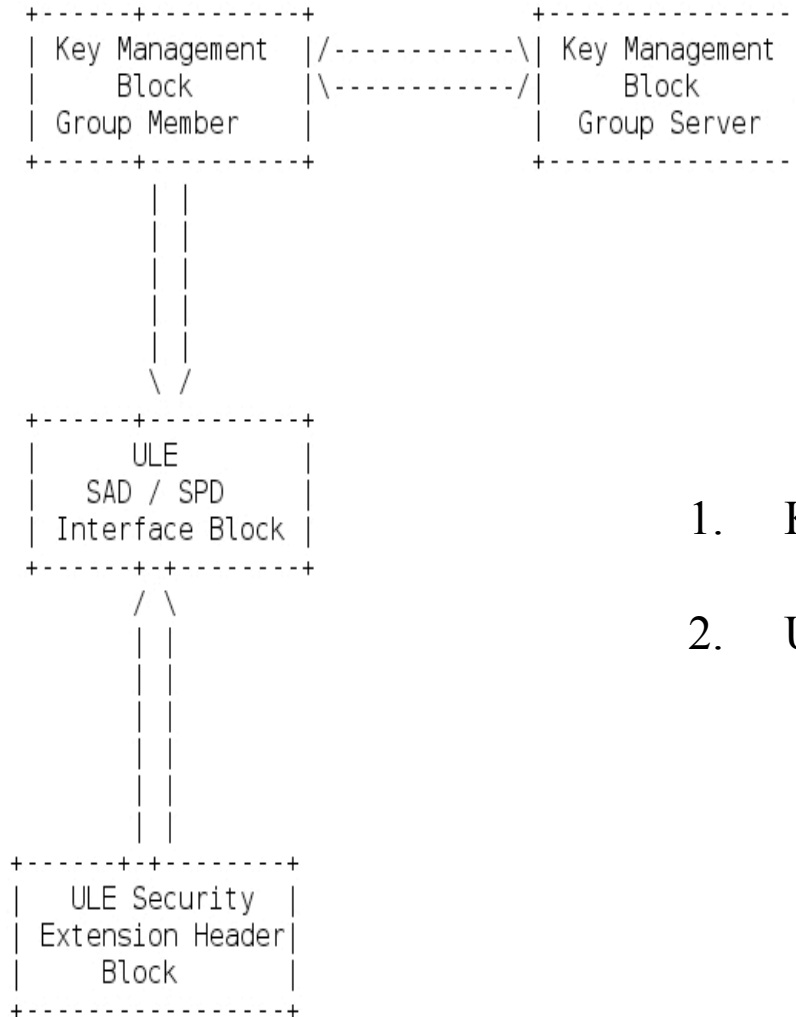 Key Management
Block
Group Member
Key Management
Block
Group Server
ULE
SAD / SPD
Interface Block
1.
2. U
ULE Security
Extension Header
Block